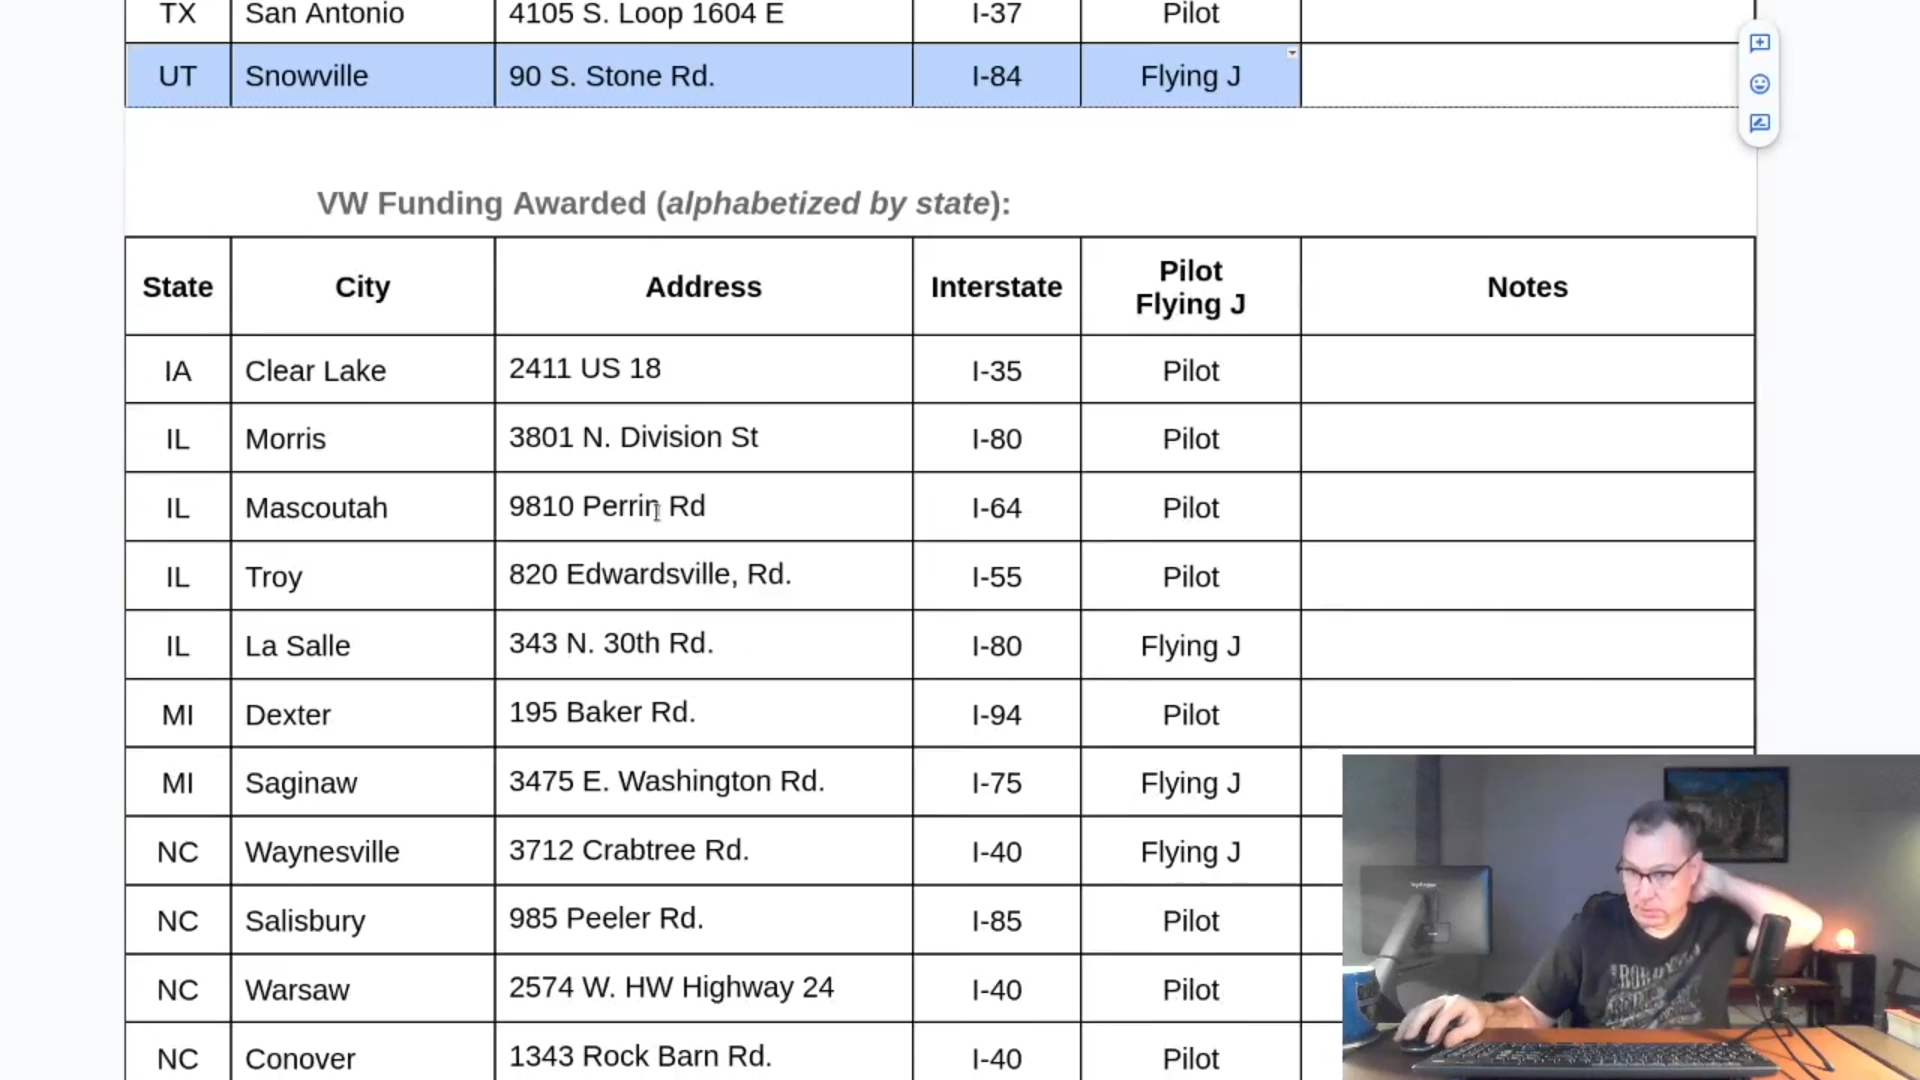 TX San Antonio 4105 S. Loop 1604 E I-37 Pilot
UT Snowville 90 S. Stone Rd. I-84 Flying J
VW Funding Awarded (alphabetized by state):
State City Address Interstate Pilot Flying J Notes
IA Clear Lake 2411 US 18 I-35 Pilot
IL Morris 3801 N. Division St I-80 Pilot
IL Mascoutah 9810 Perrin Rd I-64 Pilot
IL Troy 820 Edwardsville, Rd. I-55 Pilot
IL La Salle 343 N. 30th Rd. I-80 Flying J
MI Dexter 195 Baker Rd. I-94 Pilot
MI Saginaw 3475 E. Washington Rd. I-75 Flying J
NC Waynesville 3712 Crabtree Rd. I-40 Flying J
NC Salisbury 985 Peeler Rd. I-85 Pilot
NC Warsaw 2574 W. HW Highway 24 I-40 Pilot
NC Conover 1343 Rock Barn Rd. I-40 Pilot